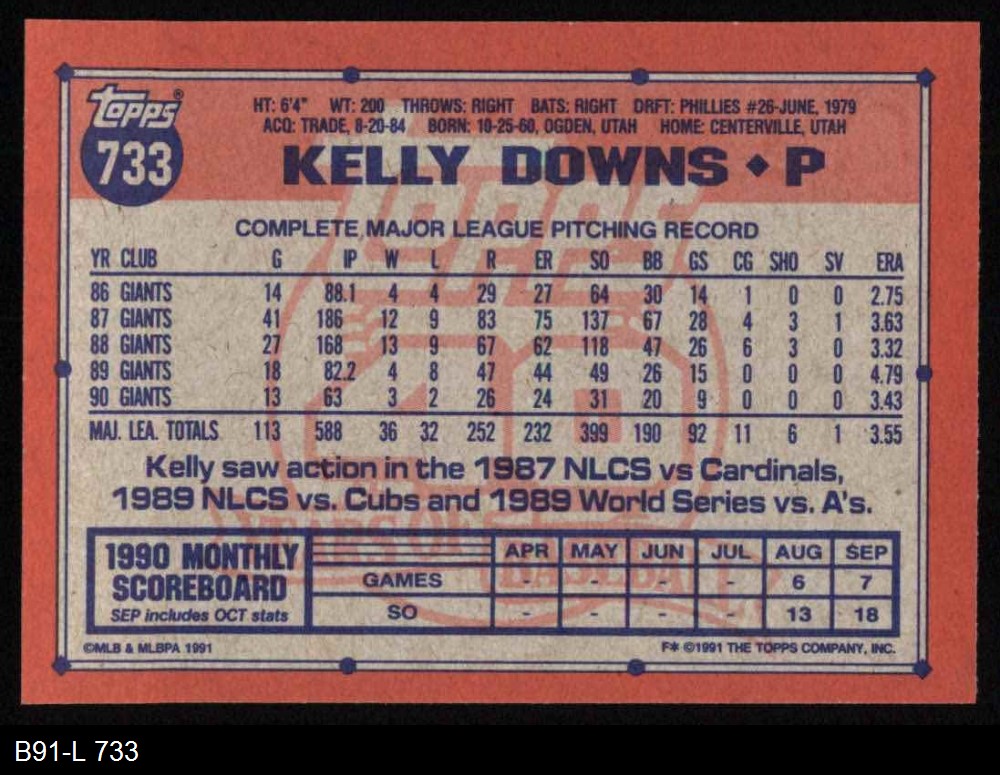 topps®
733
HT: 6'4" WT: 200 THROWS: RIGHT BATS: RIGHT DRFT: PHILLIES #26-JUNE, 1979
ACQ: TRADE, 8-20-84 BORN: 10-25-60, OGDEN, UTAH HOME: CENTERVILLE, UTAH
KELLY DOWNS ◆ P
COMPLETE MAJOR LEAGUE PITCHING RECORD
YR CLUB G IP W L R ER SO BB GS CG SHO SV ERA
86 GIANTS 14 88.1 4 4 29 27 64 30 14 1 0 0 2.75
87 GIANTS 41 186 12 9 83 75 137 67 28 4 3 1 3.63
88 GIANTS 27 168 13 9 67 62 118 47 26 6 3 0 3.32
89 GIANTS 18 82.2 4 8 47 44 49 26 15 0 0 0 4.79
90 GIANTS 13 63 3 2 26 24 31 20 9 0 0 0 3.43
MAJ. LEA. TOTALS 113 588 36 32 252 232 399 190 92 11 6 1 3.55
Kelly saw action in the 1987 NLCS vs Cardinals,
1989 NLCS vs. Cubs and 1989 World Series vs. A's.
TOPPS
40
YEARS OF
BASEBALL
1990 MONTHLY
SCOREBOARD
SEP includes OCT stats
APR MAY JUN JUL AUG SEP
GAMES - - - - 6 7
SO - - - - 13 18
©MLB & MLBPA 1991
F* ©1991 THE TOPPS COMPANY, INC.
B91-L 733